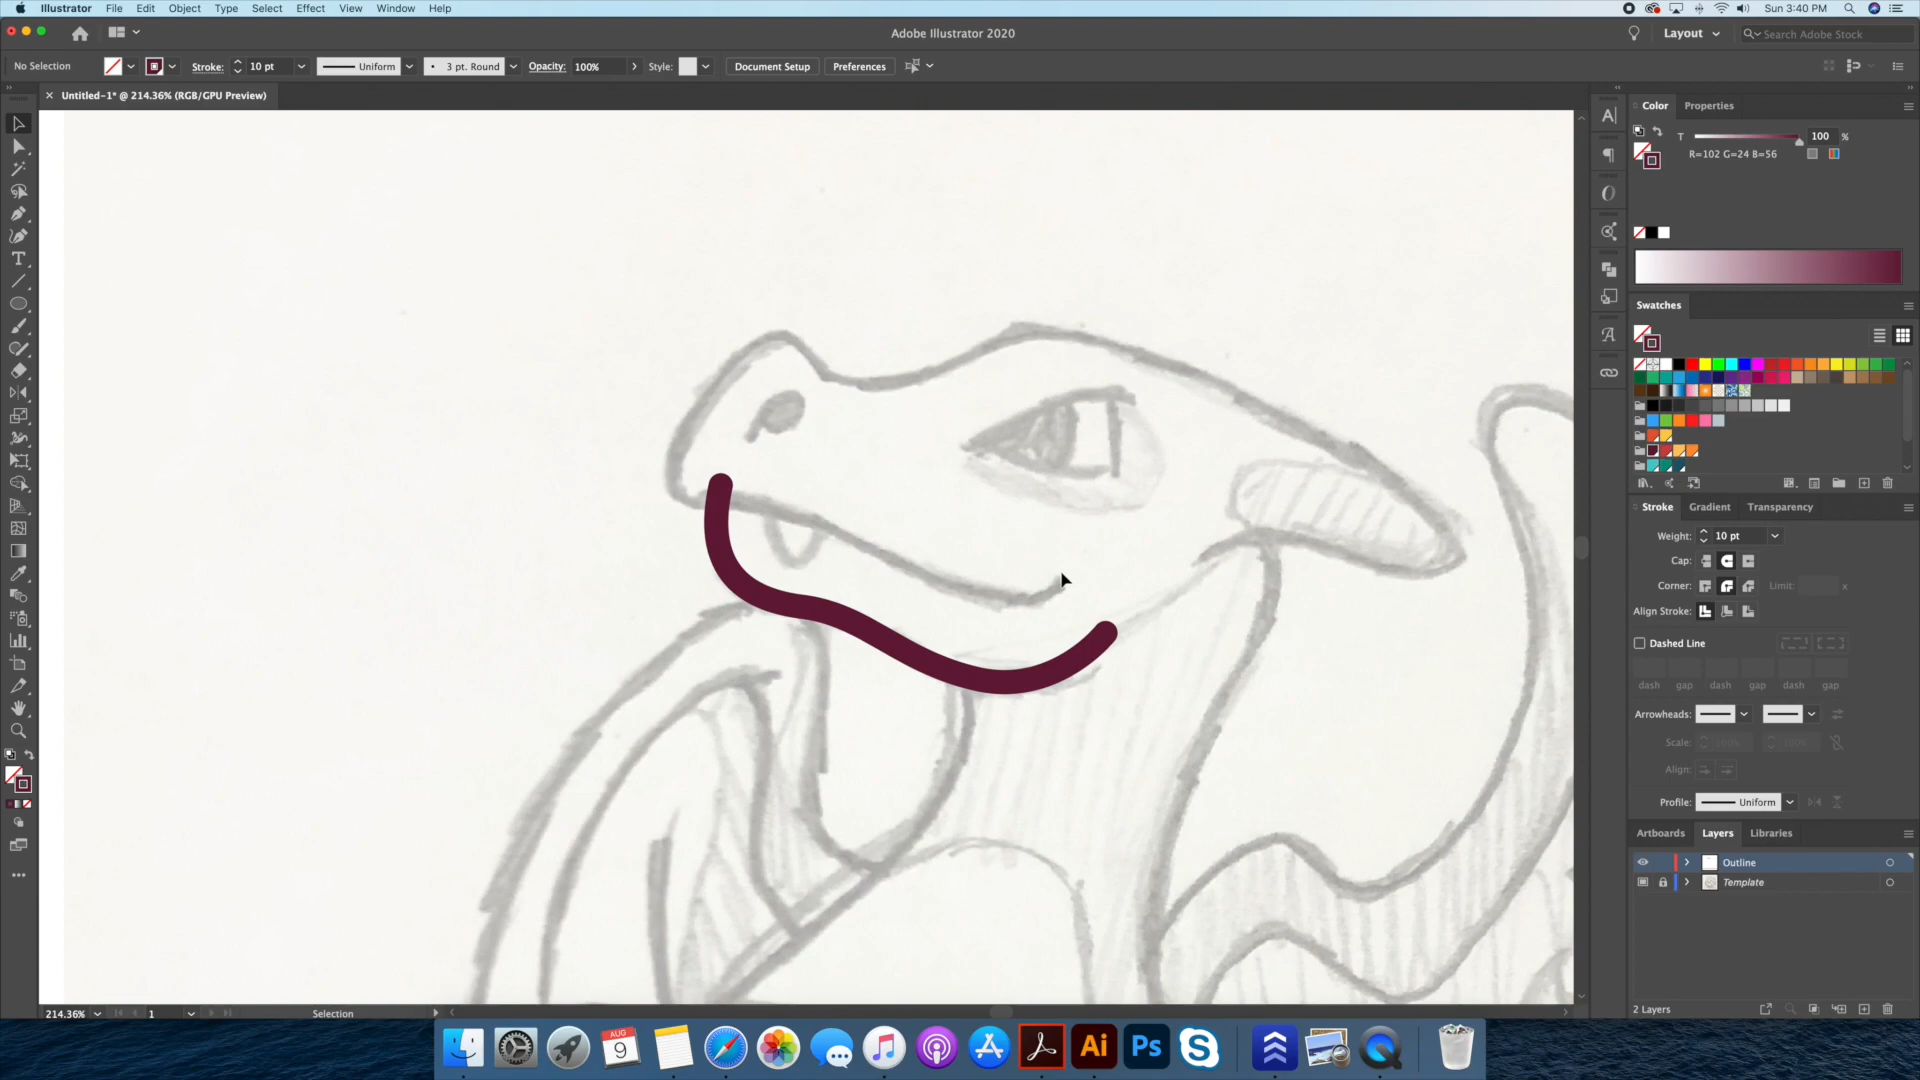 Illustrator File Edit Object Type Select Effect View Window Help
Sun 3:40 PM
Adobe Illustrator 2020
Layout
Search Adobe Stock
No Selection
Stroke: 10 pt
Uniform
3 pt. Round
Opacity: 100%
Style:
Document Setup
Preferences
Untitled-1* @ 214.36% (RGB/GPU Preview)
Color Properties
T 100 %
R=102 G=24 B=56
Swatches
Stroke Gradient Transparency
Weight: 10 pt
Cap:
Corner: Limit: x
Align Stroke:
Dashed Line
dash gap dash gap dash gap
Arrowheads:
Scale: 100% 100%
Align:
Profile: Uniform
Artboards Layers Libraries
Outline
Template
2 Layers
214.36% 1 Selection
AUG
9
Ai
Ps